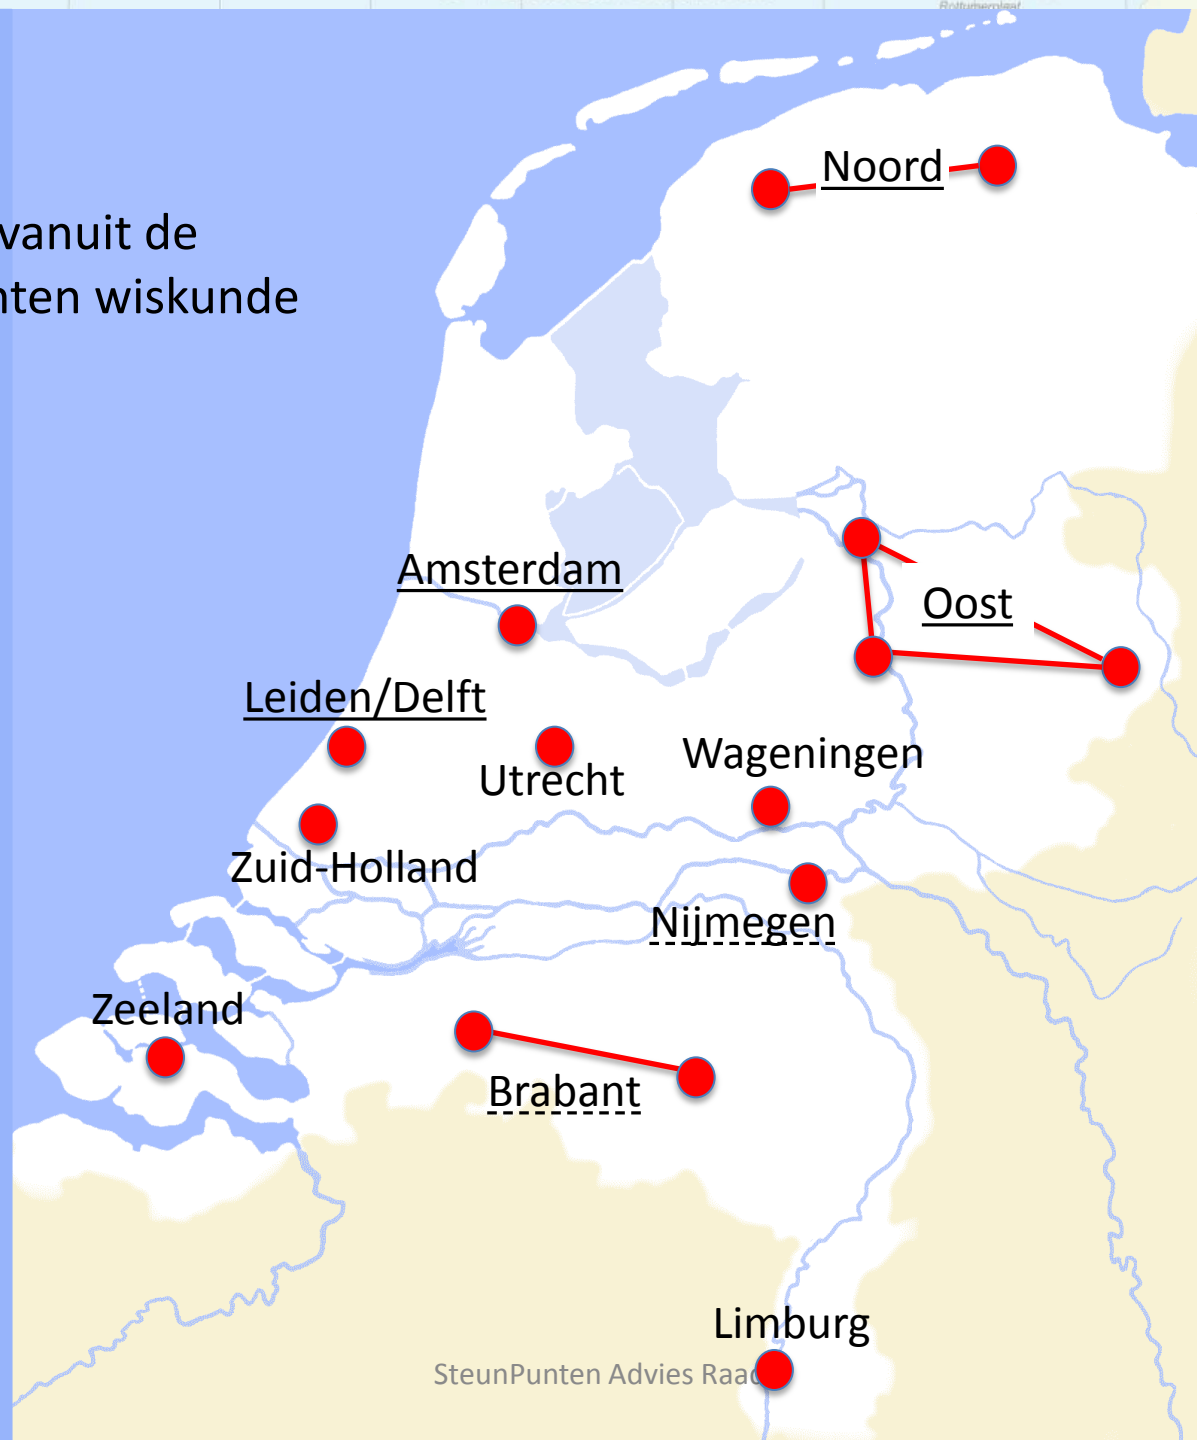 Rottumerplaat
Noord
vanuit de
nten wiskunde
Amsterdam
Oost
Leiden/Delft
Wageningen
Utrecht
Zuid-Holland
Nijmegen
Zeeland
Brabant
Limburg
SteunPunten Advies Raad